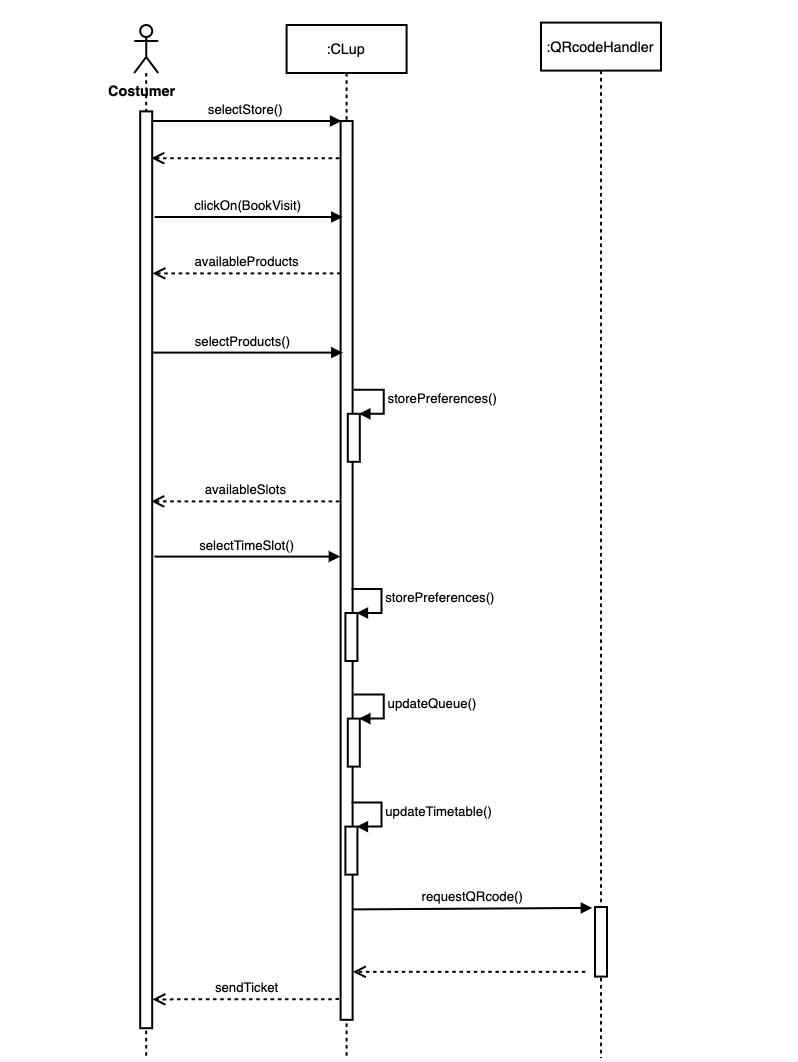 :CLup
:QRcodeHandler
Costumer
selectStore()
clickOn(BookVisit)
availableProducts
selectProducts()
storePreferences()
availableSlots
selectTimeSlot()
storePreferences()
updateQueue()
updateTimetable()
requestQRcode()
sendTicket